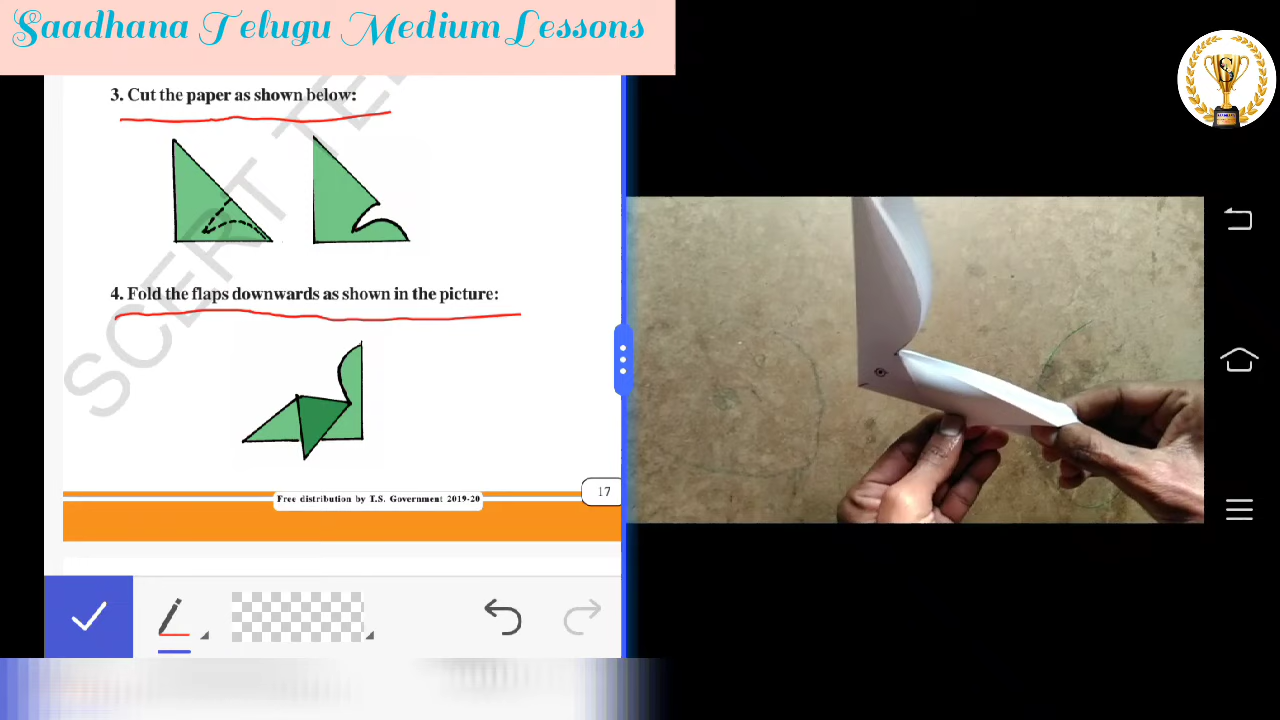 Saadhana Telugu Medium Lessons
3. Cut the paper as shown below:
4. Fold the flaps downwards as shown in the picture:
SCERT TEL
Free distribution by T.S. Government 2019-20
17
S